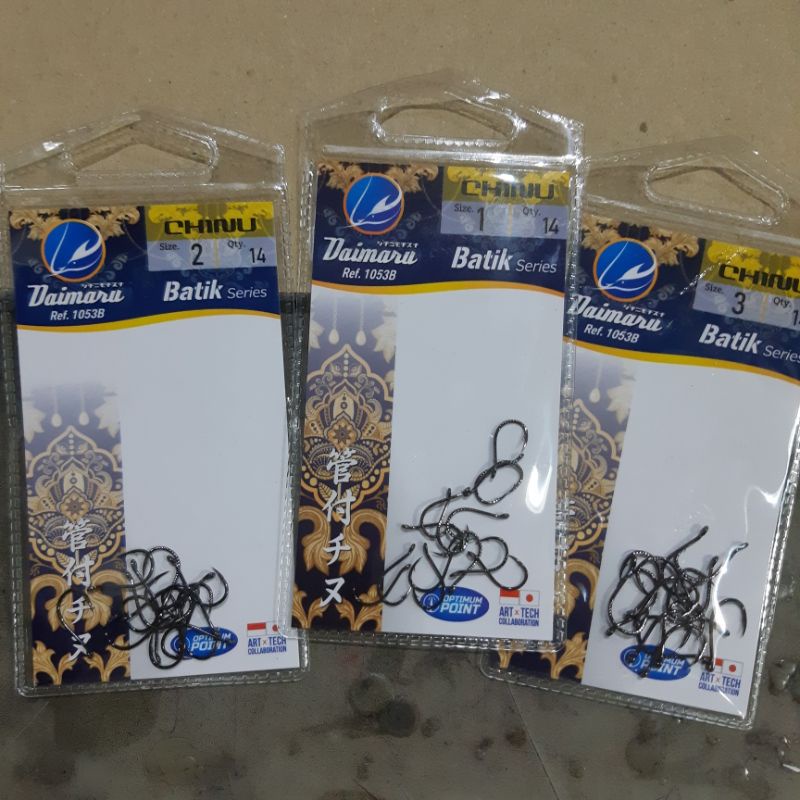 CHINU
Size. 2 Qty. 14
Daimaru
Ref. 1053B
Batik Series
管付チヌ
OPTIMUM POINT
ART×TECH
COLLABORATION
CHINU
Size. 1 Qty. 14
Daimaru
Ref. 1053B
Batik Series
管付チヌ
OPTIMUM POINT
ART×TECH
COLLABORATION
CHINU
Size. 3
Daimaru
Ref. 1053B
Batik Series
OPTIMUM POINT
ART×TECH
COLLABORATION